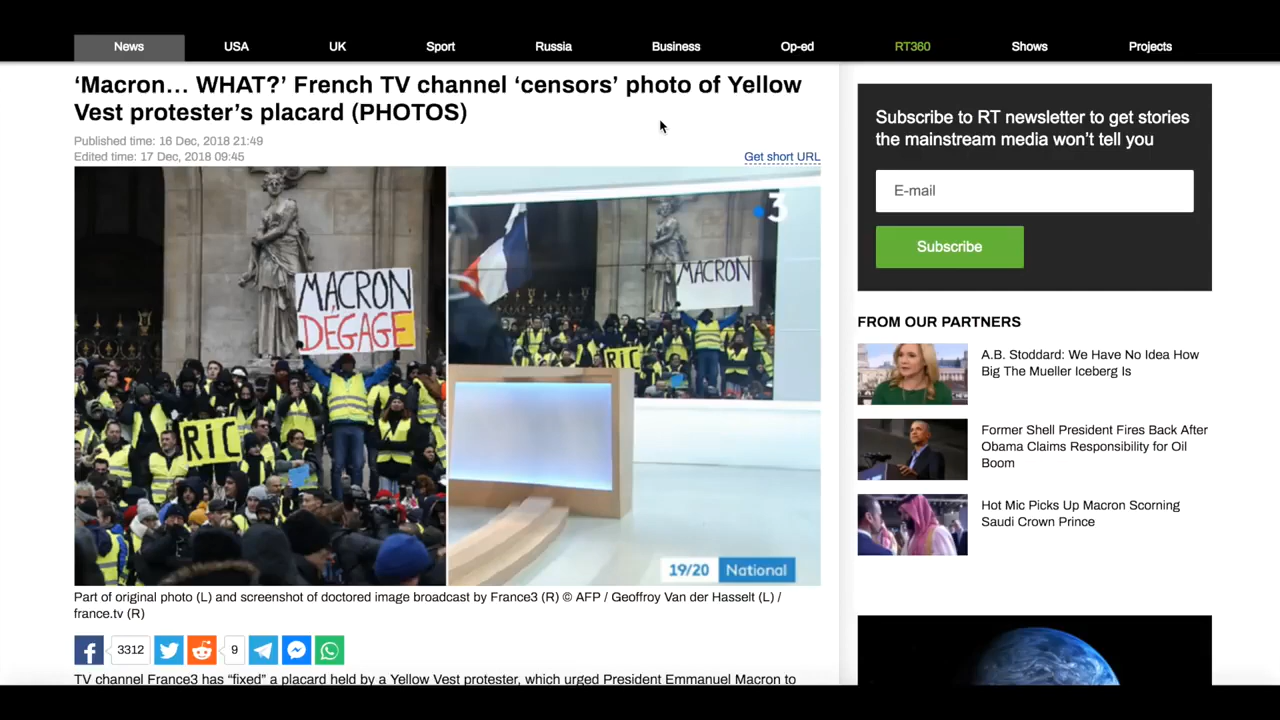 News USA UK Sport Russia Business Op-ed RT360 Shows Projects
‘Macron… WHAT?’ French TV channel ‘censors’ photo of Yellow
Vest protester’s placard (PHOTOS)
Published time: 16 Dec, 2018 21:49
Edited time: 17 Dec, 2018 09:45
Get short URL
MACRON
DÉGAGE
RiC
3
MACRON
RiC
19/20 National
Part of original photo (L) and screenshot of doctored image broadcast by France3 (R) © AFP / Geoffroy Van der Hasselt (L) /
france.tv (R)
3312
9
TV channel France3 has “fixed” a placard held by a Yellow Vest protester, which urged President Emmanuel Macron to
Subscribe to RT newsletter to get stories
the mainstream media won’t tell you
E-mail
Subscribe
FROM OUR PARTNERS
A.B. Stoddard: We Have No Idea How
Big The Mueller Iceberg Is
Former Shell President Fires Back After
Obama Claims Responsibility for Oil
Boom
Hot Mic Picks Up Macron Scorning
Saudi Crown Prince